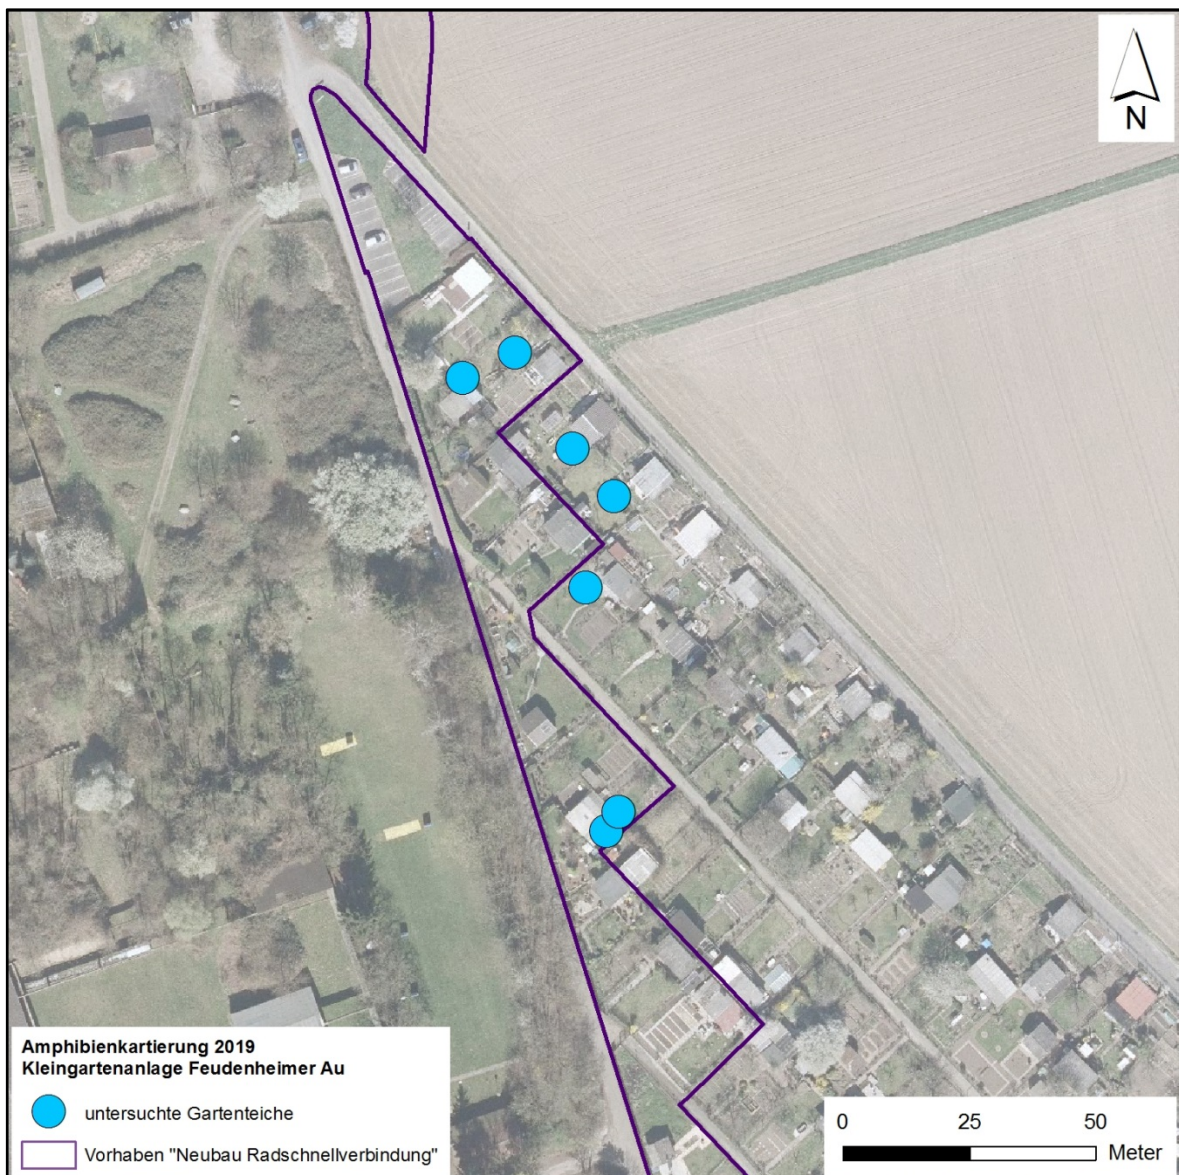 N
Amphibienkartierung 2019
Kleingartenanlage Feudenheimer Au
untersuchte Gartenteiche
Vorhaben "Neubau Radschnellverbindung"
0 25 50
Meter